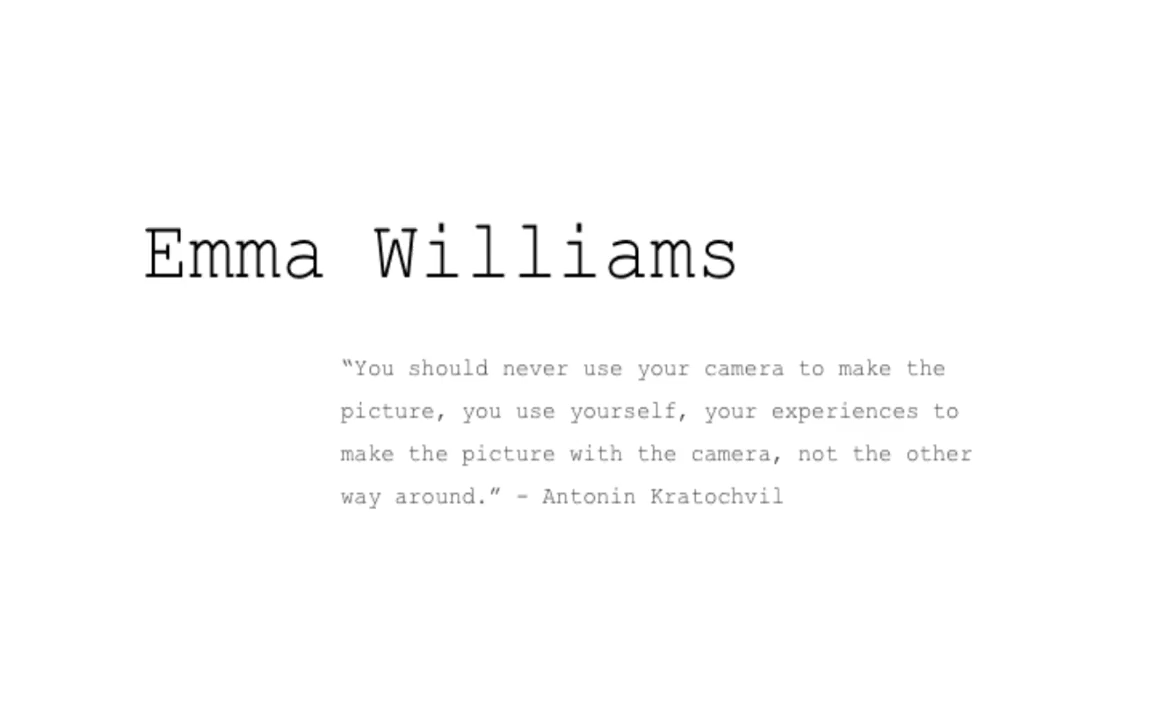 Emma Williams
“You should never use your camera to make the
picture, you use yourself, your experiences to
make the picture with the camera, not the other
way around.” - Antonin Kratochvil